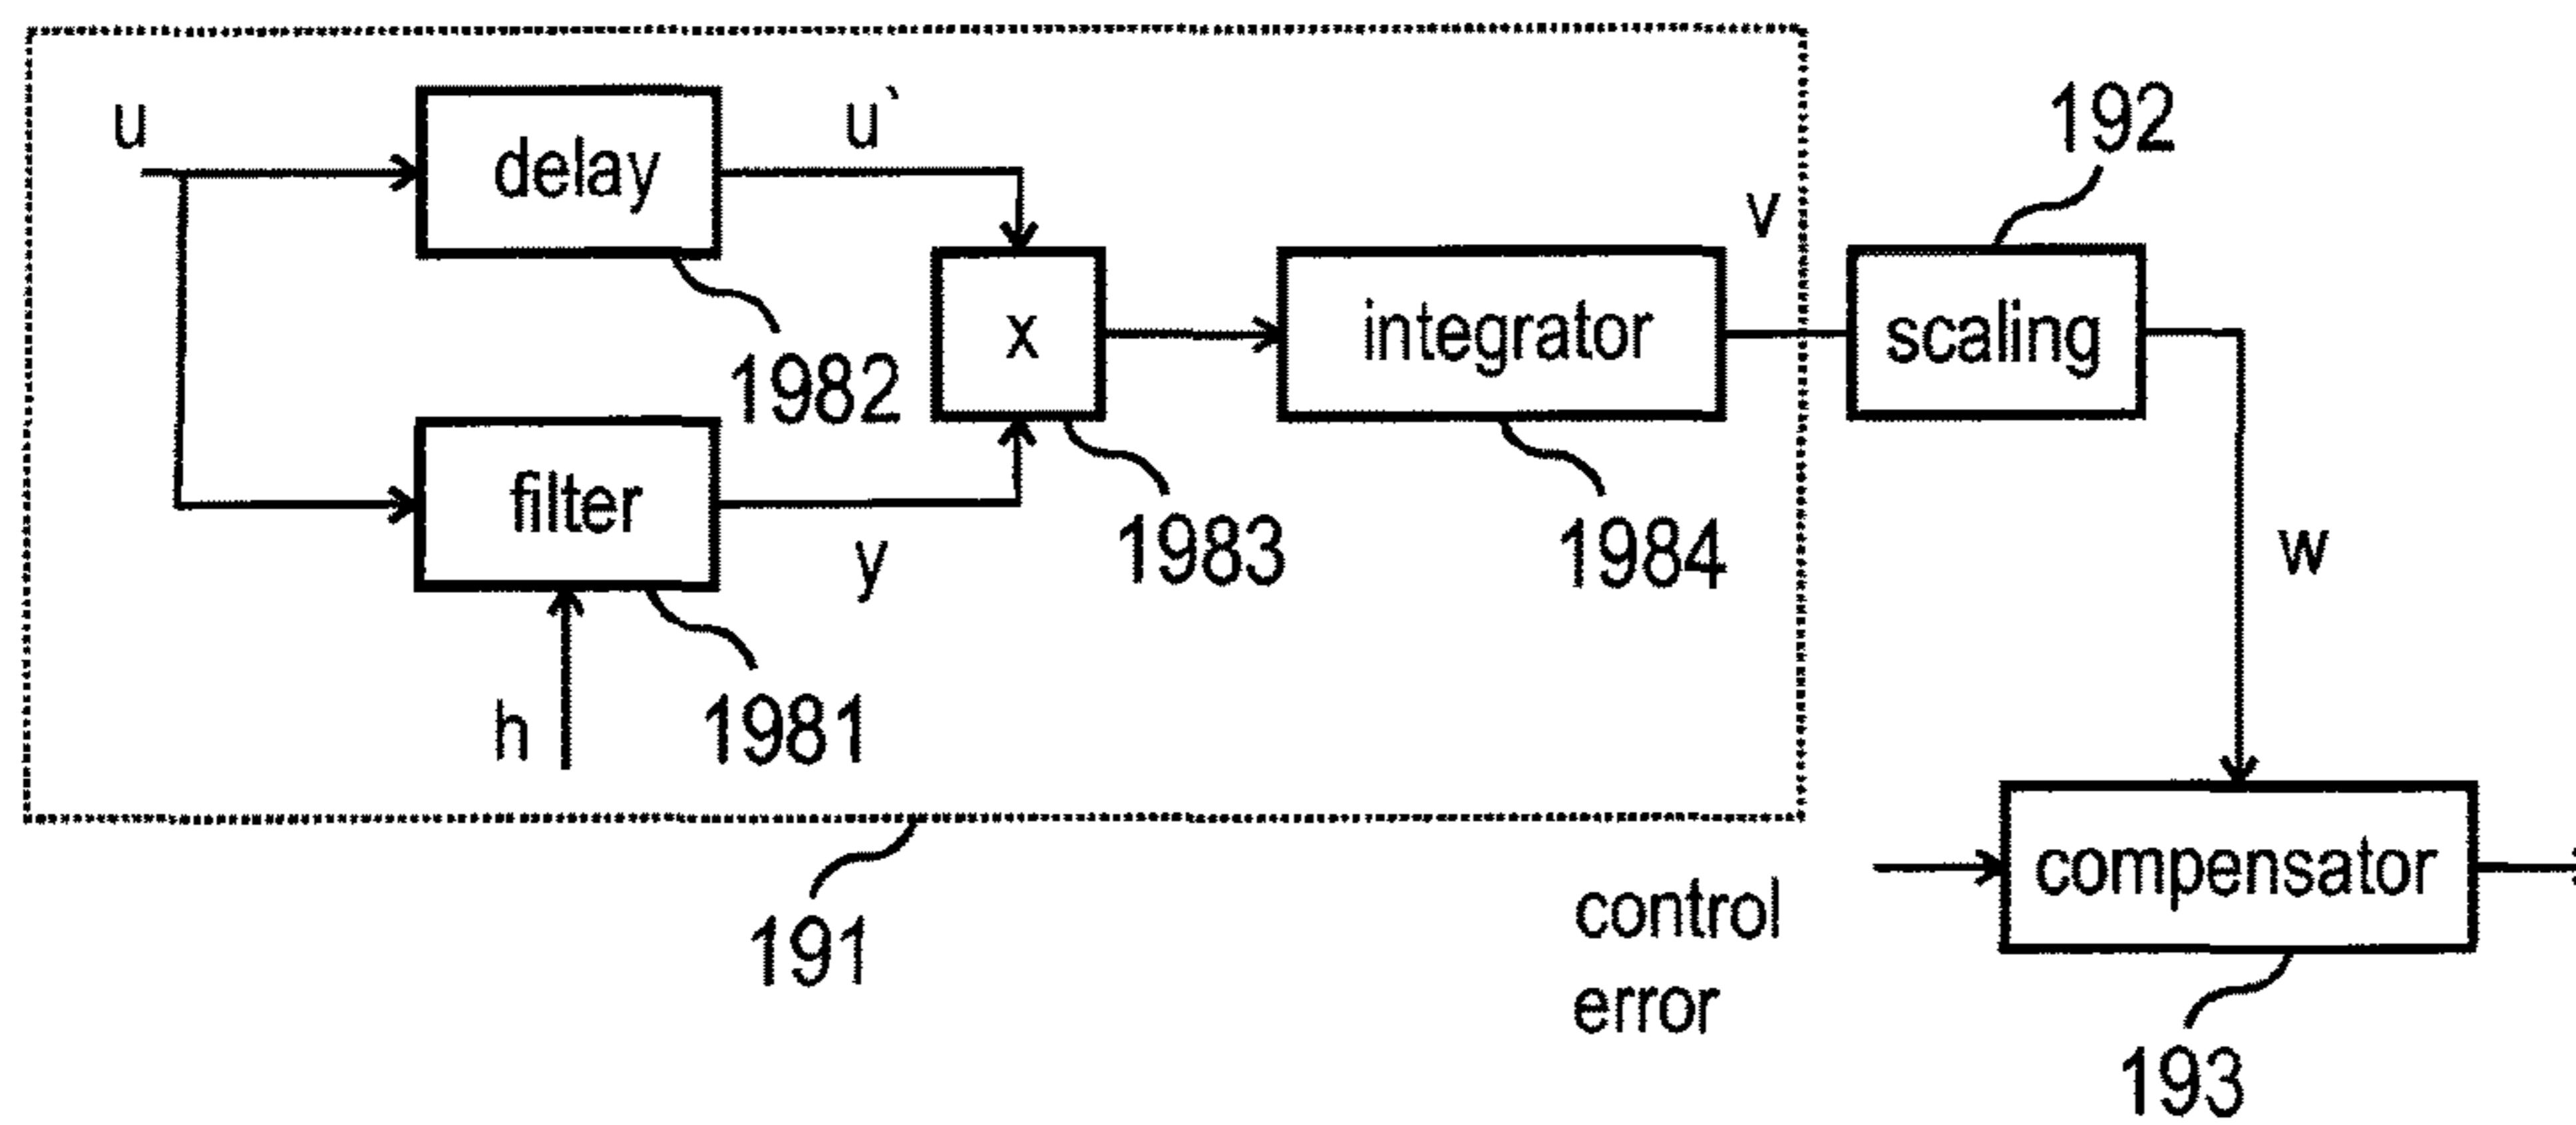 u
delay
u`
192
v
x
integrator
scaling
1982
filter
y
1983
1984
w
h
1981
compensator
control
error
191
193